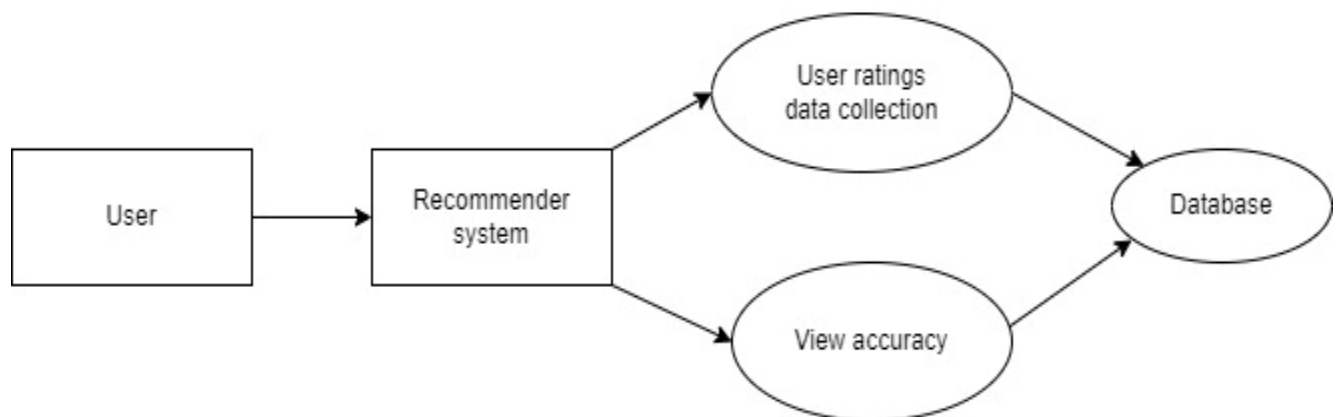 User ratings
data collection
User
Recommender
system
Database
View accuracy